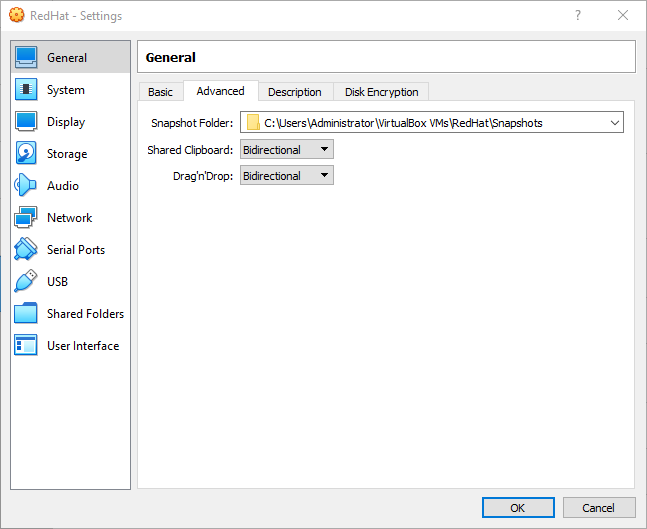 RedHat - Settings
?
General
System
Display
Storage
Audio
Network
Serial Ports
USB
Shared Folders
User Interface
General
Basic Advanced Description Disk Encryption
Snapshot Folder: C:\Users\Administrator\VirtualBox VMs\RedHat\Snapshots
Shared Clipboard: Bidirectional
Drag'n'Drop: Bidirectional
OK Cancel